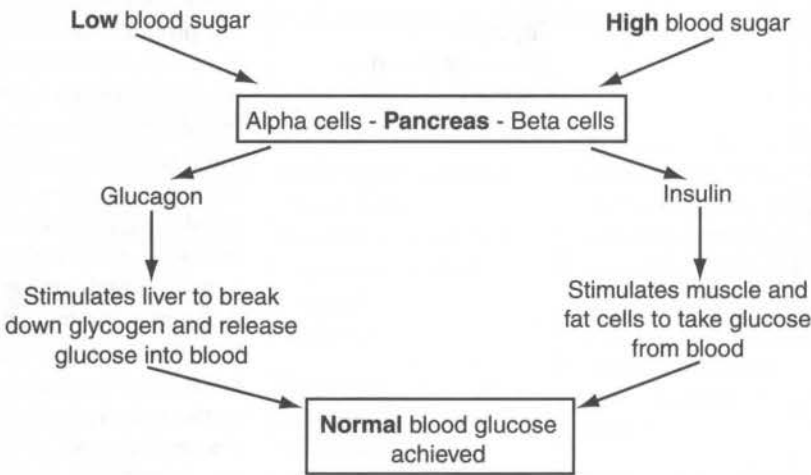 Low blood sugar
High blood sugar
Alpha cells - Pancreas - Beta cells
Glucagon
Insulin
Stimulates liver to break
down glycogen and release
glucose into blood
Stimulates muscle and
fat cells to take glucose
from blood
Normal blood glucose
achieved